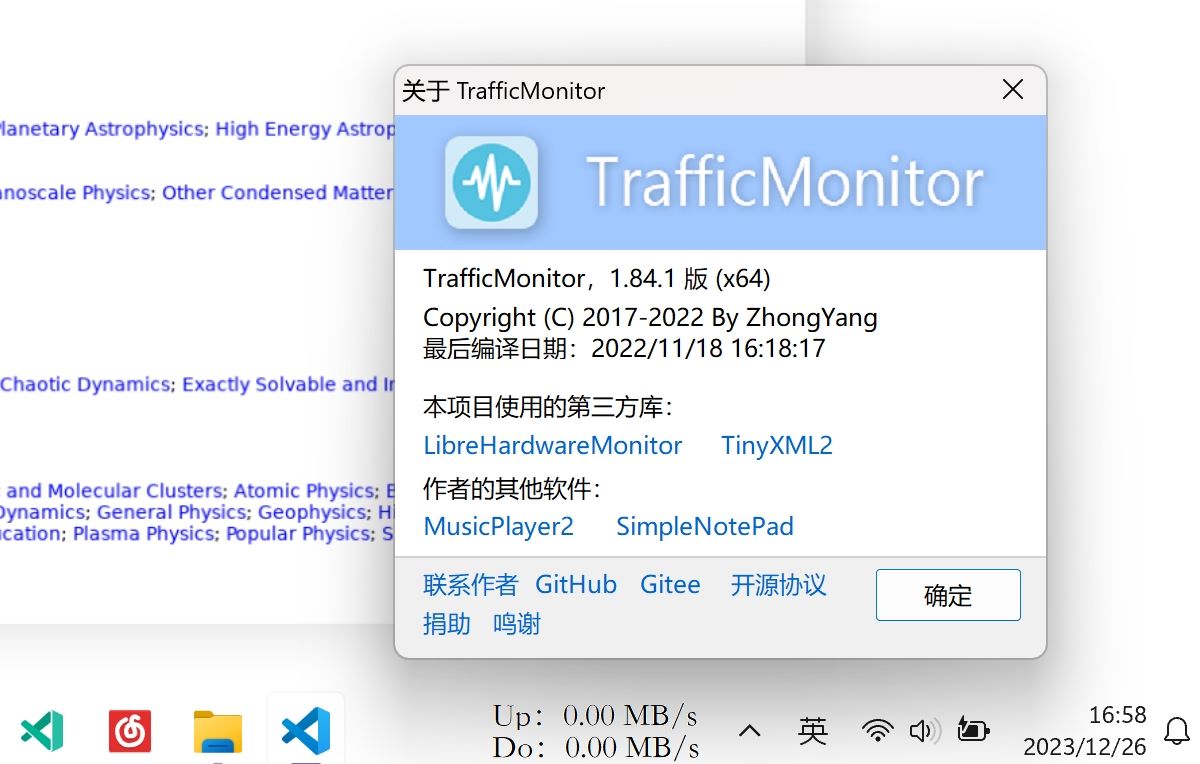 Planetary Astrophysics; High Energy Astrop
anoscale Physics; Other Condensed Matter
Chaotic Dynamics; Exactly Solvable and In
and Molecular Clusters; Atomic Physics; B
Dynamics; General Physics; Geophysics; Hi
cation; Plasma Physics; Popular Physics; S
关于 TrafficMonitor
TrafficMonitor
TrafficMonitor，1.84.1 版 (x64)
Copyright (C) 2017-2022 By ZhongYang
最后编译日期：2022/11/18 16:18:17
本项目使用的第三方库：
LibreHardwareMonitor TinyXML2
作者的其他软件：
MusicPlayer2 SimpleNotePad
联系作者 GitHub Gitee 开源协议
捐助 鸣谢
确定
Up: 0.00 MB/s
Do: 0.00 MB/s
英
16:58
2023/12/26